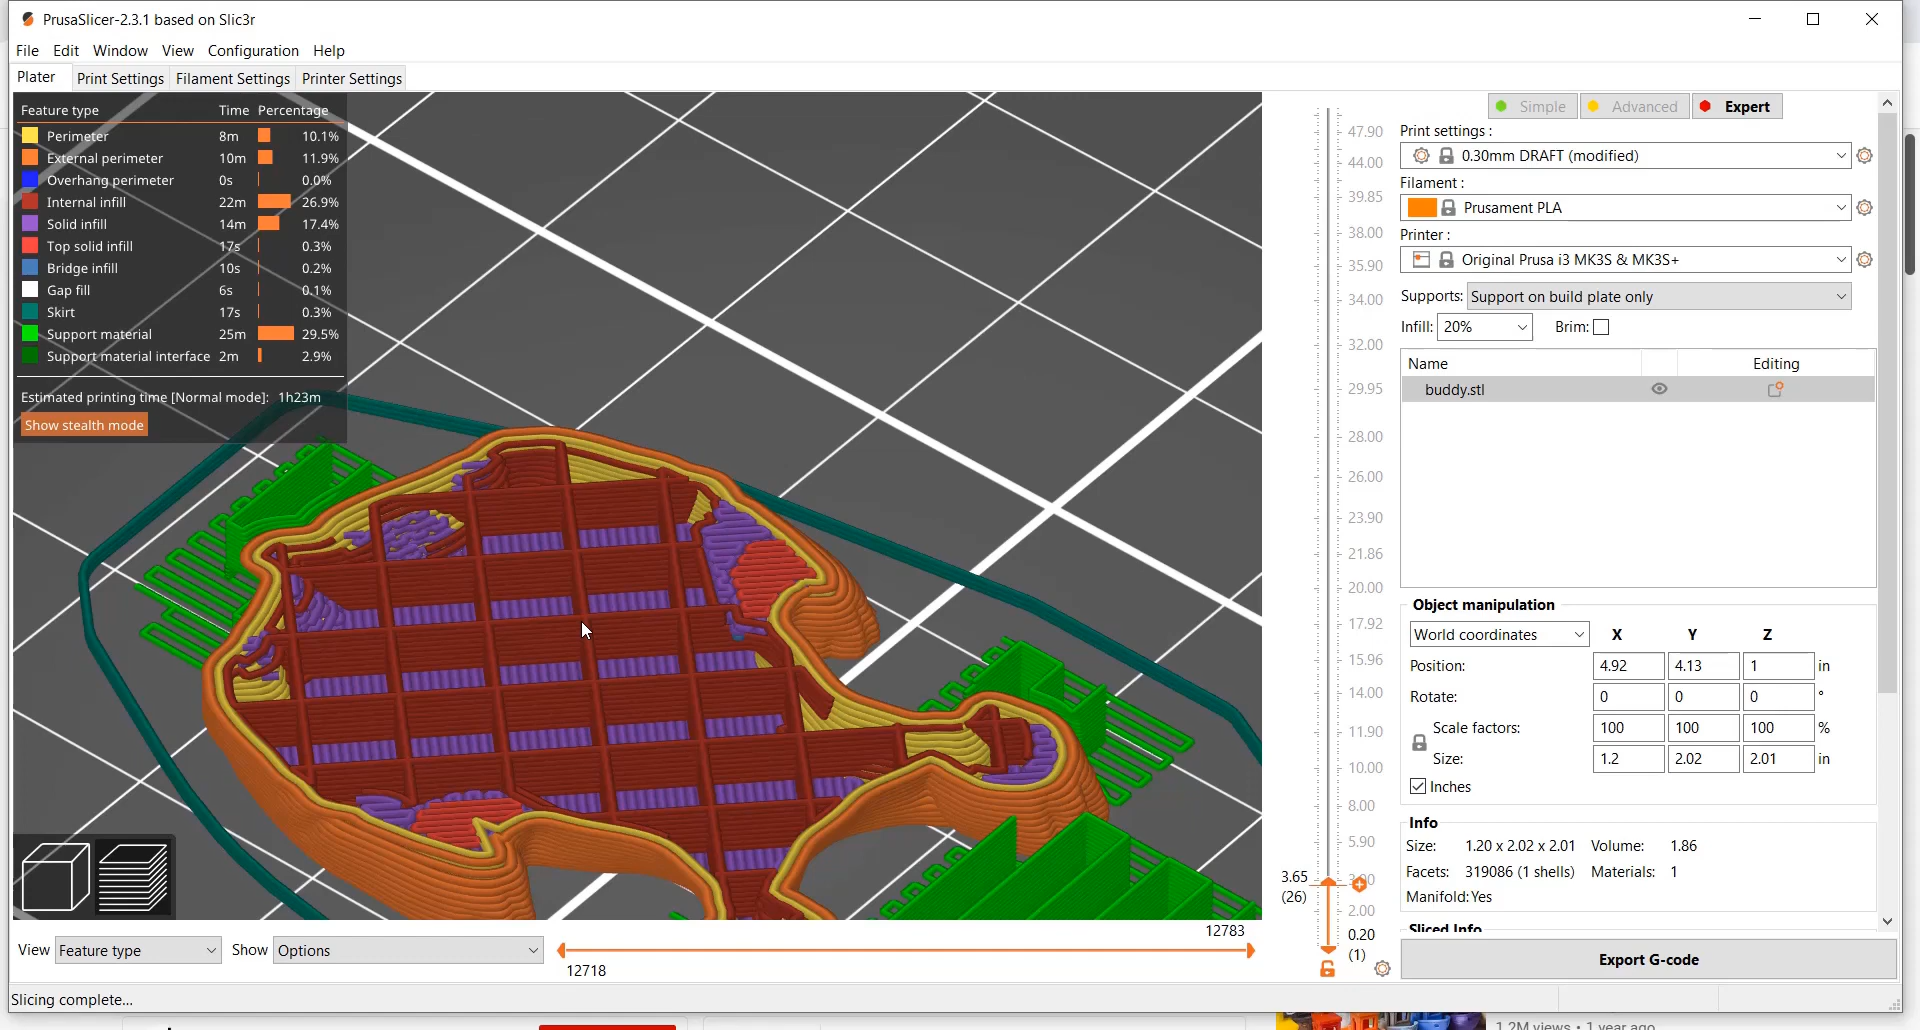 PrusaSlicer-2.3.1 based on Slic3r
File Edit Window View Configuration Help
Plater Print Settings Filament Settings Printer Settings
Feature type Time Percentage
Perimeter 8m 10.1%
External perimeter 10m 11.9%
Overhang perimeter 0s 0.0%
Internal infill 22m 26.9%
Solid infill 14m 17.4%
Top solid infill 17s 0.3%
Bridge infill 10s 0.2%
Gap fill 6s 0.1%
Skirt 17s 0.3%
Support material 25m 29.5%
Support material interface 2m 2.9%
Estimated printing time [Normal mode]: 1h23m
Show stealth mode
47.90
44.00
39.85
38.00
35.90
34.00
32.00
29.95
28.00
26.00
23.90
21.86
20.00
17.92
15.96
14.00
11.90
10.00
8.00
5.90
3.65
(26)
2.00
0.20
(1)
Simple Advanced Expert
Print settings :
0.30mm DRAFT (modified)
Filament :
Prusament PLA
Printer :
Original Prusa i3 MK3S & MK3S+
Supports: Support on build plate only
Infill: 20% Brim:
Name Editing
buddy.stl
Object manipulation
World coordinates X Y Z
Position: 4.92 4.13 1 in
Rotate: 0 0 0 °
Scale factors: 100 100 100 %
Size: 1.2 2.02 2.01 in
Inches
Info
Size: 1.20 x 2.02 x 2.01 Volume: 1.86
Facets: 319086 (1 shells) Materials: 1
Manifold: Yes
Sliced Info
Export G-code
12783
View Feature type Show Options
12718
Slicing complete...
1.2M views • 1 year ago